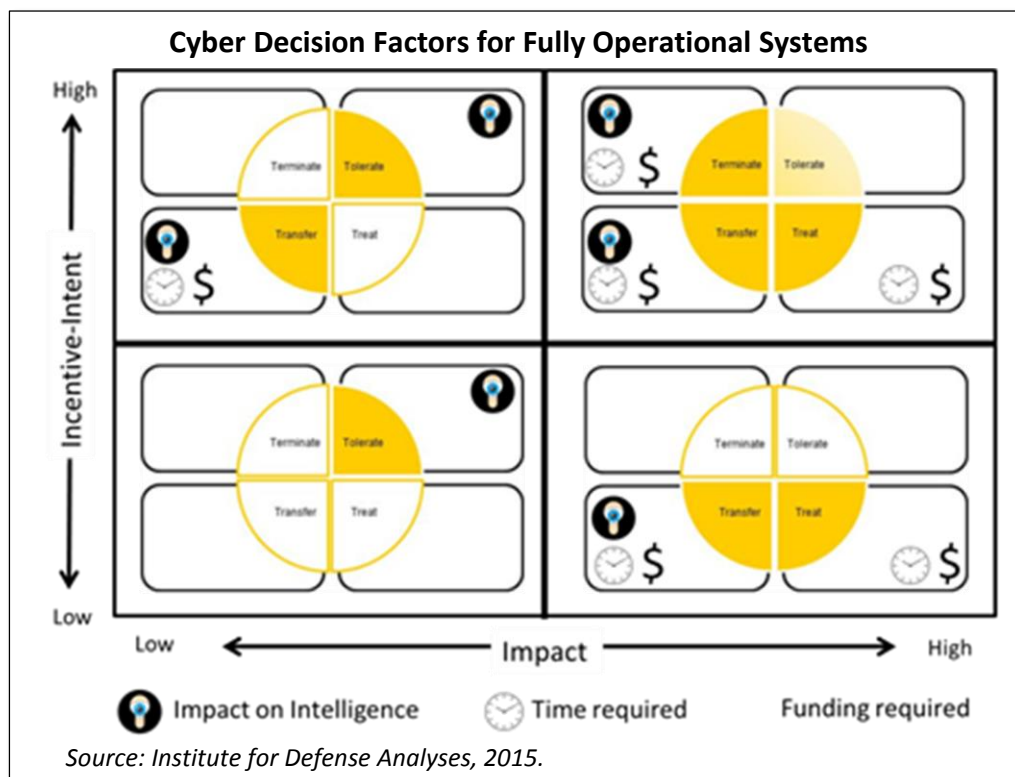 Cyber Decision Factors for Fully Operational Systems
High
Incentive-Intent
Low
Terminate Tolerate
Transfer Treat
$
Terminate Tolerate
$
Transfer Treat
$ $
Terminate Tolerate
Transfer Treat
Terminate Tolerate
Transfer Treat
$ $
Low Impact High
Impact on Intelligence Time required Funding required
Source: Institute for Defense Analyses, 2015.